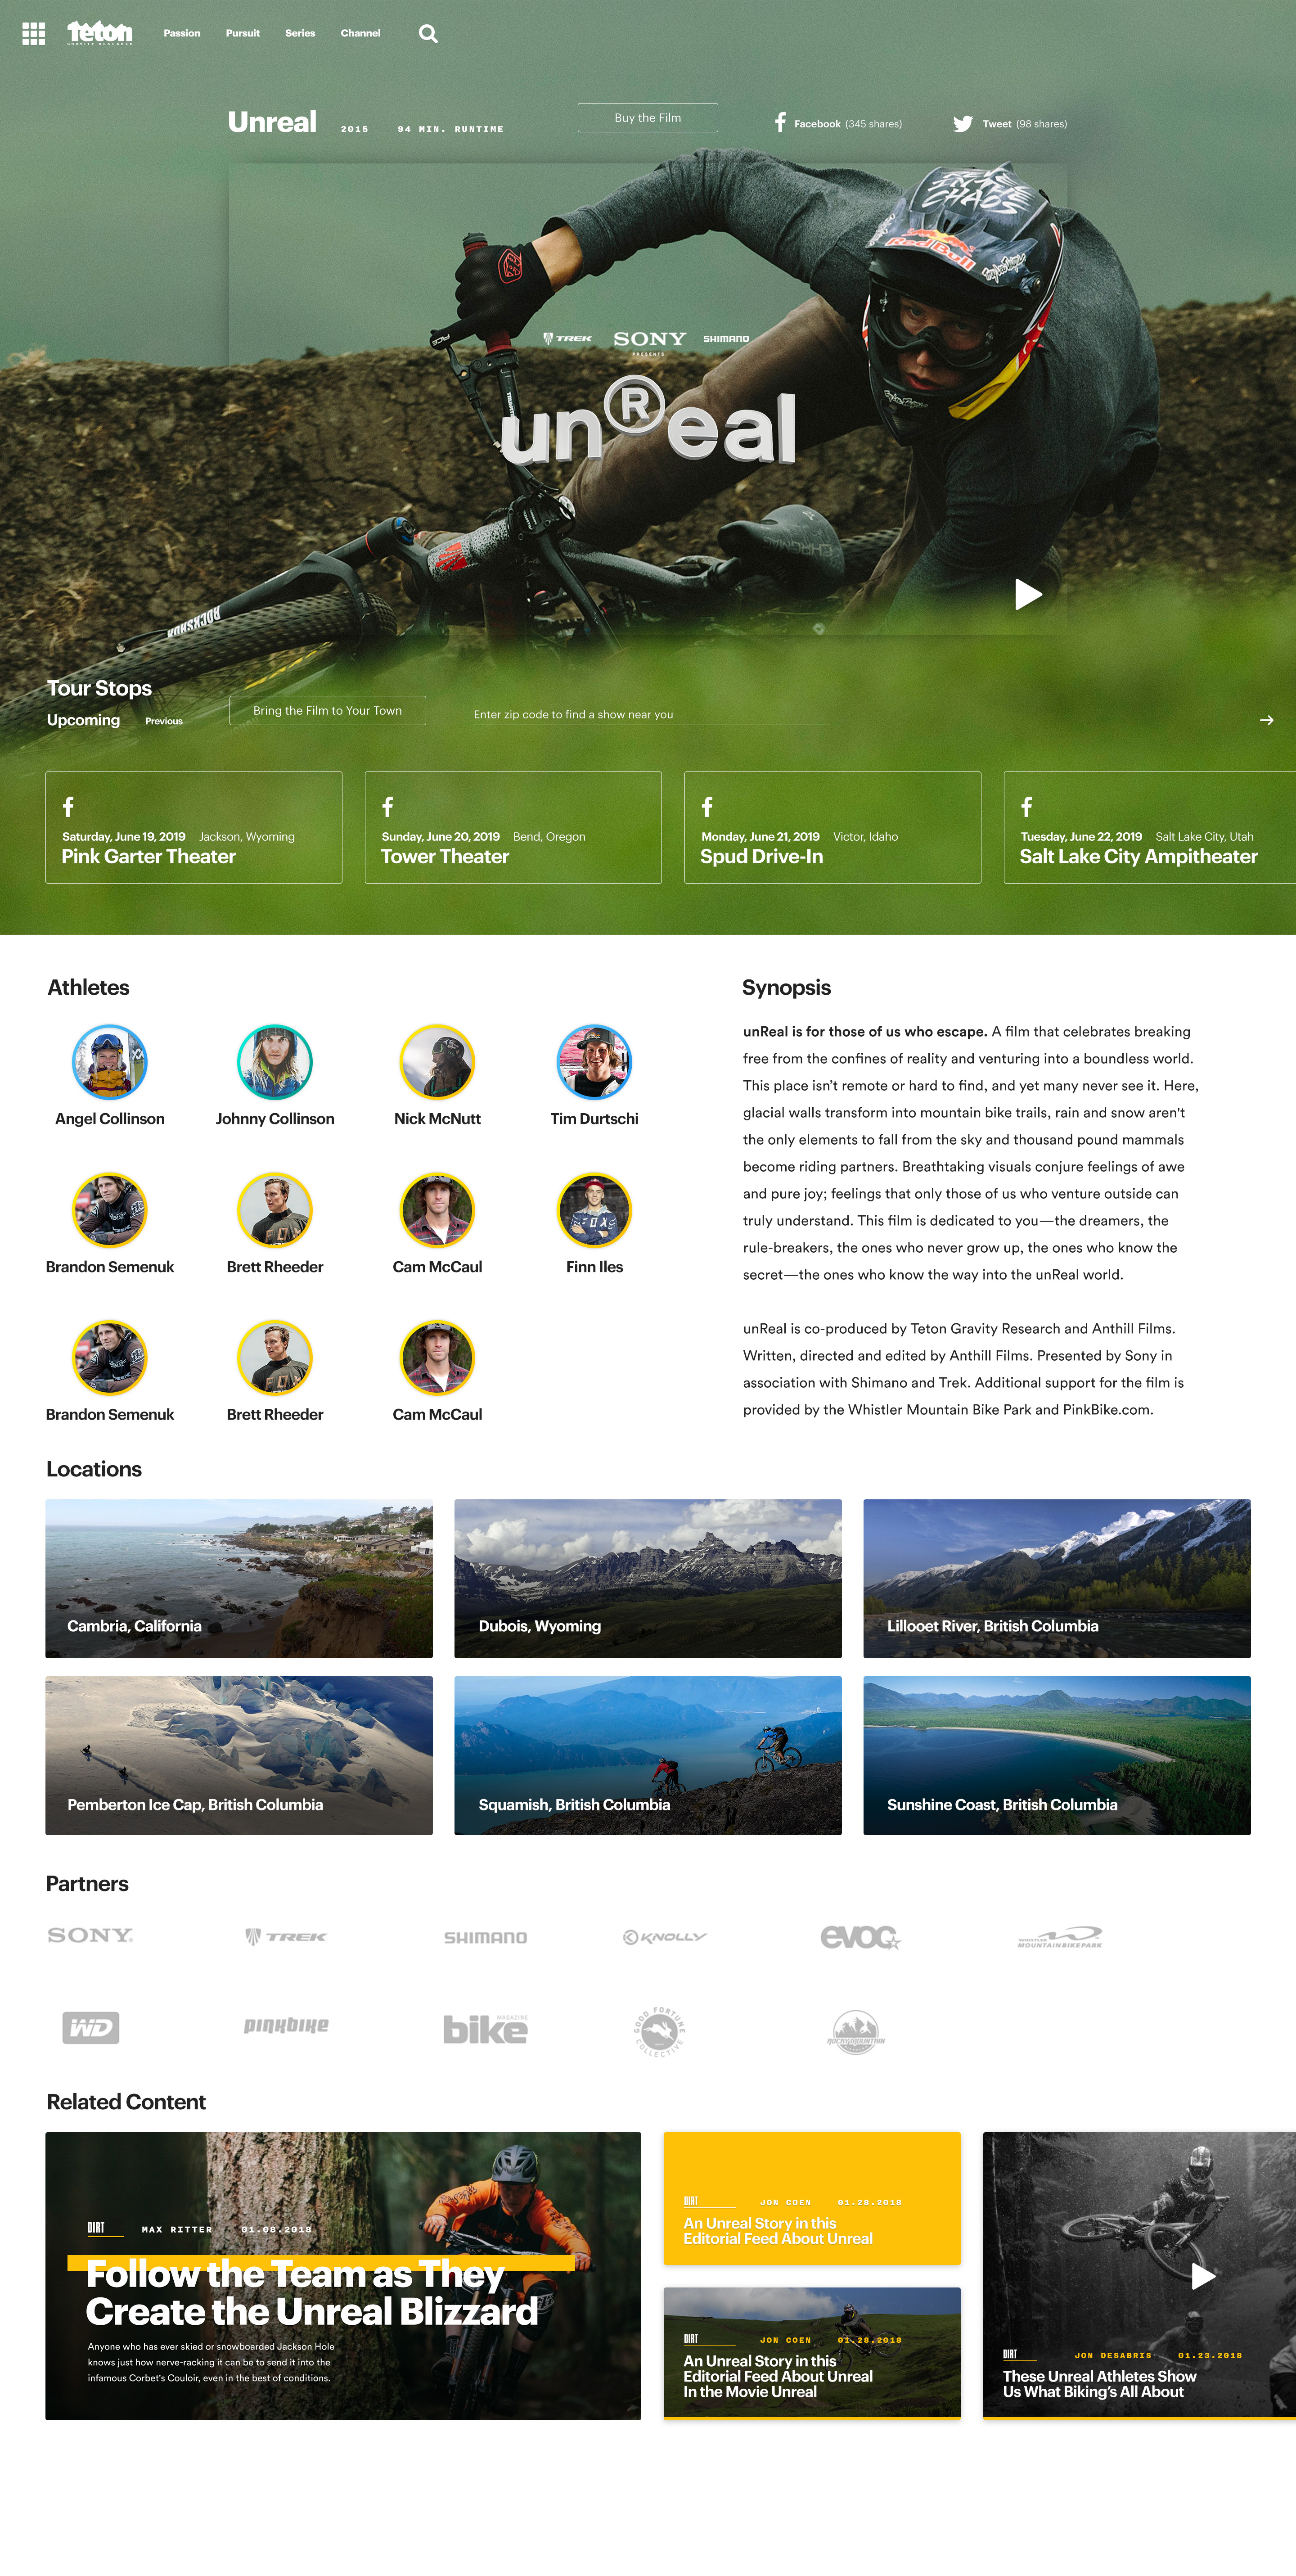 Teton
GRAVITY RESEARCH
Passion Pursuit Series Channel
Unreal 2015 94 MIN. RUNTIME
Buy the Film
Facebook (345 shares)
Tweet (98 shares)
LIVE
IN THE
CHAOS
Red Bull
TREK SONY SHIMANO
PRESENTS
unReal
ROCKSHOX
Tour Stops
Upcoming Previous
Bring the Film to Your Town
Enter zip code to find a show near you
Saturday, June 19, 2019 Jackson, Wyoming
Pink Garter Theater
Sunday, June 20, 2019 Bend, Oregon
Tower Theater
Monday, June 21, 2019 Victor, Idaho
Spud Drive-In
Tuesday, June 22, 2019 Salt Lake City, Utah
Salt Lake City Ampitheater
Athletes
Angel Collinson
Johnny Collinson
Nick McNutt
Tim Durtschi
Brandon Semenuk
Brett Rheeder
Cam McCaul
FOX
Finn Iles
Brandon Semenuk
Brett Rheeder
Cam McCaul
Synopsis
unReal is for those of us who escape. A film that celebrates breaking
free from the confines of reality and venturing into a boundless world.
This place isn’t remote or hard to find, and yet many never see it. Here,
glacial walls transform into mountain bike trails, rain and snow aren't
the only elements to fall from the sky and thousand pound mammals
become riding partners. Breathtaking visuals conjure feelings of awe
and pure joy; feelings that only those of us who venture outside can
truly understand. This film is dedicated to you—the dreamers, the
rule-breakers, the ones who never grow up, the ones who know the
secret—the ones who know the way into the unReal world.
unReal is co-produced by Teton Gravity Research and Anthill Films.
Written, directed and edited by Anthill Films. Presented by Sony in
association with Shimano and Trek. Additional support for the film is
provided by the Whistler Mountain Bike Park and PinkBike.com.
Locations
Cambria, California
Dubois, Wyoming
Lillooet River, British Columbia
Pemberton Ice Cap, British Columbia
Squamish, British Columbia
Sunshine Coast, British Columbia
Partners
SONY
TREK
SHIMANO
KNOLLY
EVOC
WHISTLER
MOUNTAIN BIKE PARK
WD
pinkbike
bike MAGAZINE
GOOD FORTUNE COLLECTIVE
ROCKY MOUNTAIN
Related Content
DIRT MAX RITTER 01.08.2018
Follow the Team as They
Create the Unreal Blizzard
Anyone who has ever skied or snowboarded Jackson Hole
knows just how nerve-racking it can be to send it into the
infamous Corbet's Couloir, even in the best of conditions.
DIRT JON COEN 01.28.2018
An Unreal Story in this
Editorial Feed About Unreal
DIRT JON COEN 01.28.2018
An Unreal Story in this
Editorial Feed About Unreal
In the Movie Unreal
DIRT JON DESABRIS 01.23.2018
These Unreal Athletes Show
Us What Biking’s All About